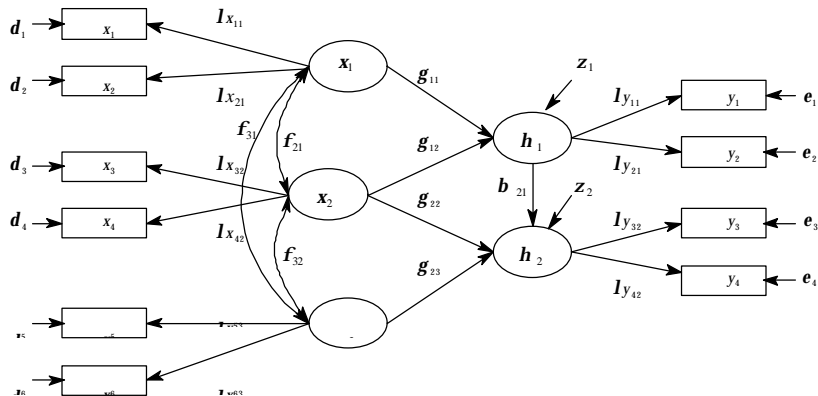 d₁ x₁ lx₁₁ x₁ z₁
g₁₁ ly₁₁ y₁ e₁
d₂ x₂ lx₂₁ h₁
f₃₁ f₂₁ g₁₂ ly₂₁ y₂ e₂
d₃ x₃ lx₃₂ b₂₁ z₂
x₂ g₂₂ ly₃₂ y₃ e₃
d₄ x₄ lx₄₂ f₃₂ h₂
g₂₃ ly₄₂ y₄ e₄